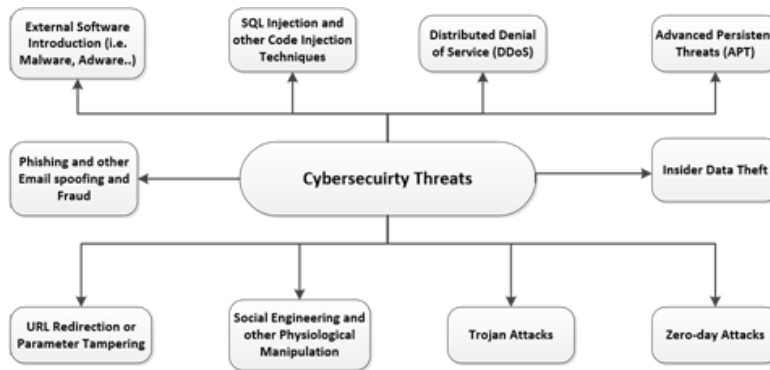 External Software
Introduction (i.e.
Malware, Adware..)
SQL Injection and
other Code Injection
Techniques
Distributed Denial
of Service (DDoS)
Advanced Persisten
Threats (APT)
Phishing and other
Email spoofing and
Fraud
Cybersecuirty Threats
Insider Data Theft
URL Redirection or
Parameter Tampering
Social Engineering and
other Physiological
Manipulation
Trojan Attacks
Zero-day Attacks